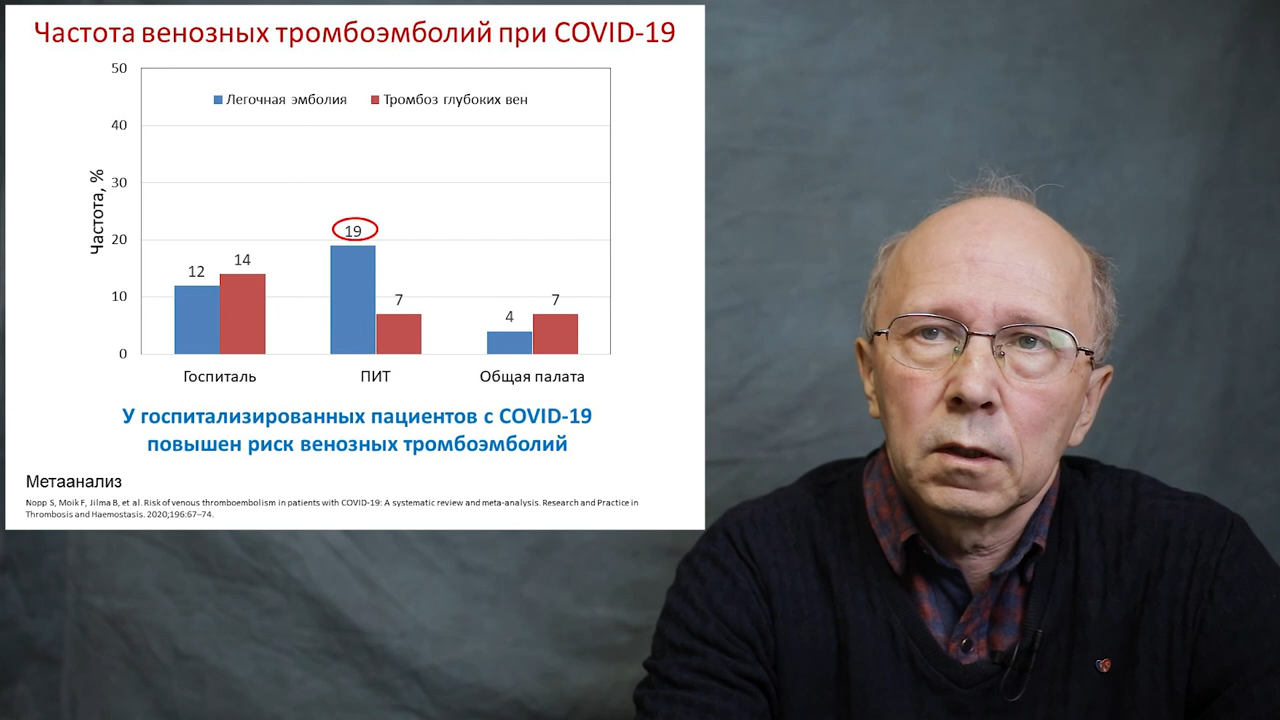 Частота венозных тромбоэмболий при COVID-19
50
Легочная эмболия
Тромбоз глубоких вен
40
30
20
10
0
Частота, %
12
14
19
7
4
7
Госпиталь
ПИТ
Общая палата
У госпитализированных пациентов с COVID-19
повышен риск венозных тромбоэмболий
Метаанализ
Nopp S, Moik F, Jilma B, et al. Risk of venous thromboembolism in patients with COVID-19: A systematic review and meta-analysis. Research and Practice in
Thrombosis and Haemostasis. 2020;196:67–74.